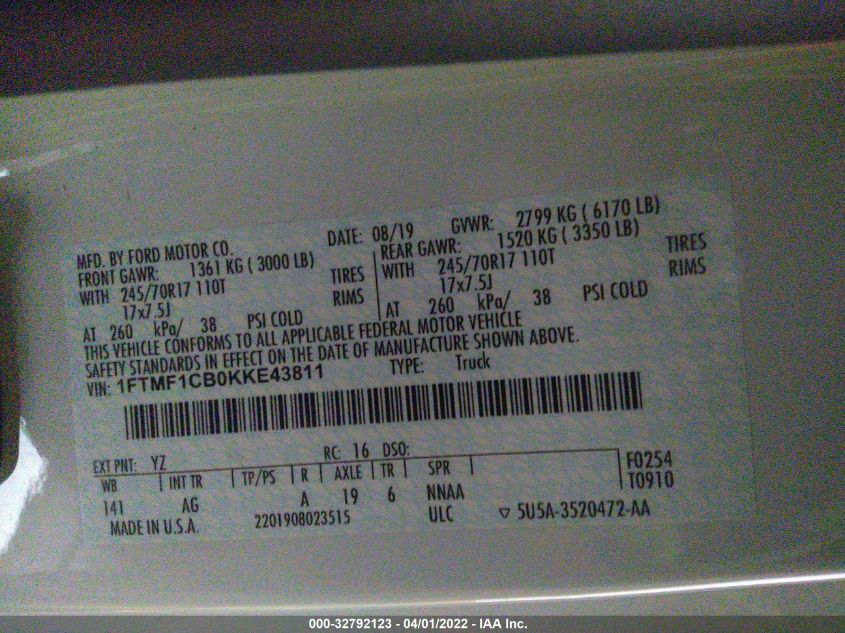 MFD. BY FORD MOTOR CO. DATE: 08/19 GVWR: 2799 KG ( 6170 LB)
FRONT GAWR: 1361 KG ( 3000 LB) REAR GAWR: 1520 KG ( 3350 LB)
WITH 245/70R17 110T TIRES WITH 245/70R17 110T TIRES
17x7.5J RIMS 17x7.5J RIMS
AT 260 kPa/ 38 PSI COLD AT 260 kPa/ 38 PSI COLD
THIS VEHICLE CONFORMS TO ALL APPLICABLE FEDERAL MOTOR VEHICLE
SAFETY STANDARDS IN EFFECT ON THE DATE OF MANUFACTURE SHOWN ABOVE.
VIN: 1FTMF1CB0KKE43811 TYPE: Truck
EXT PNT: YZ RC: 16 DSO: F0254
WB INT TR TP/PS R AXLE TR SPR T0910
141 AG A 19 6 NNAA
MADE IN U.S.A. 2201908023515 ULC ▽ 5U5A-3520472-AA
000-32792123 - 04/01/2022 - IAA Inc.